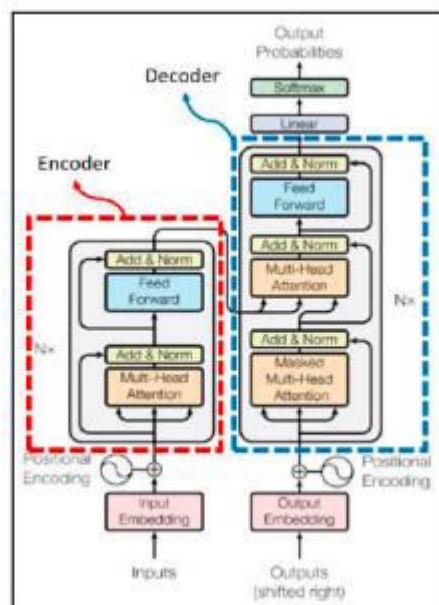 Output
Probabilities
Softmax
Linear
Decoder
Add & Norm
Feed
Forward
Add & Norm
Multi-Head
Attention
Nx
Add & Norm
Masked
Multi-Head
Attention
Encoder
Add & Norm
Feed
Forward
Nx
Add & Norm
Multi-Head
Attention
Positional
Encoding
Input
Embedding
Inputs
Positional
Encoding
Output
Embedding
Outputs
(shifted right)